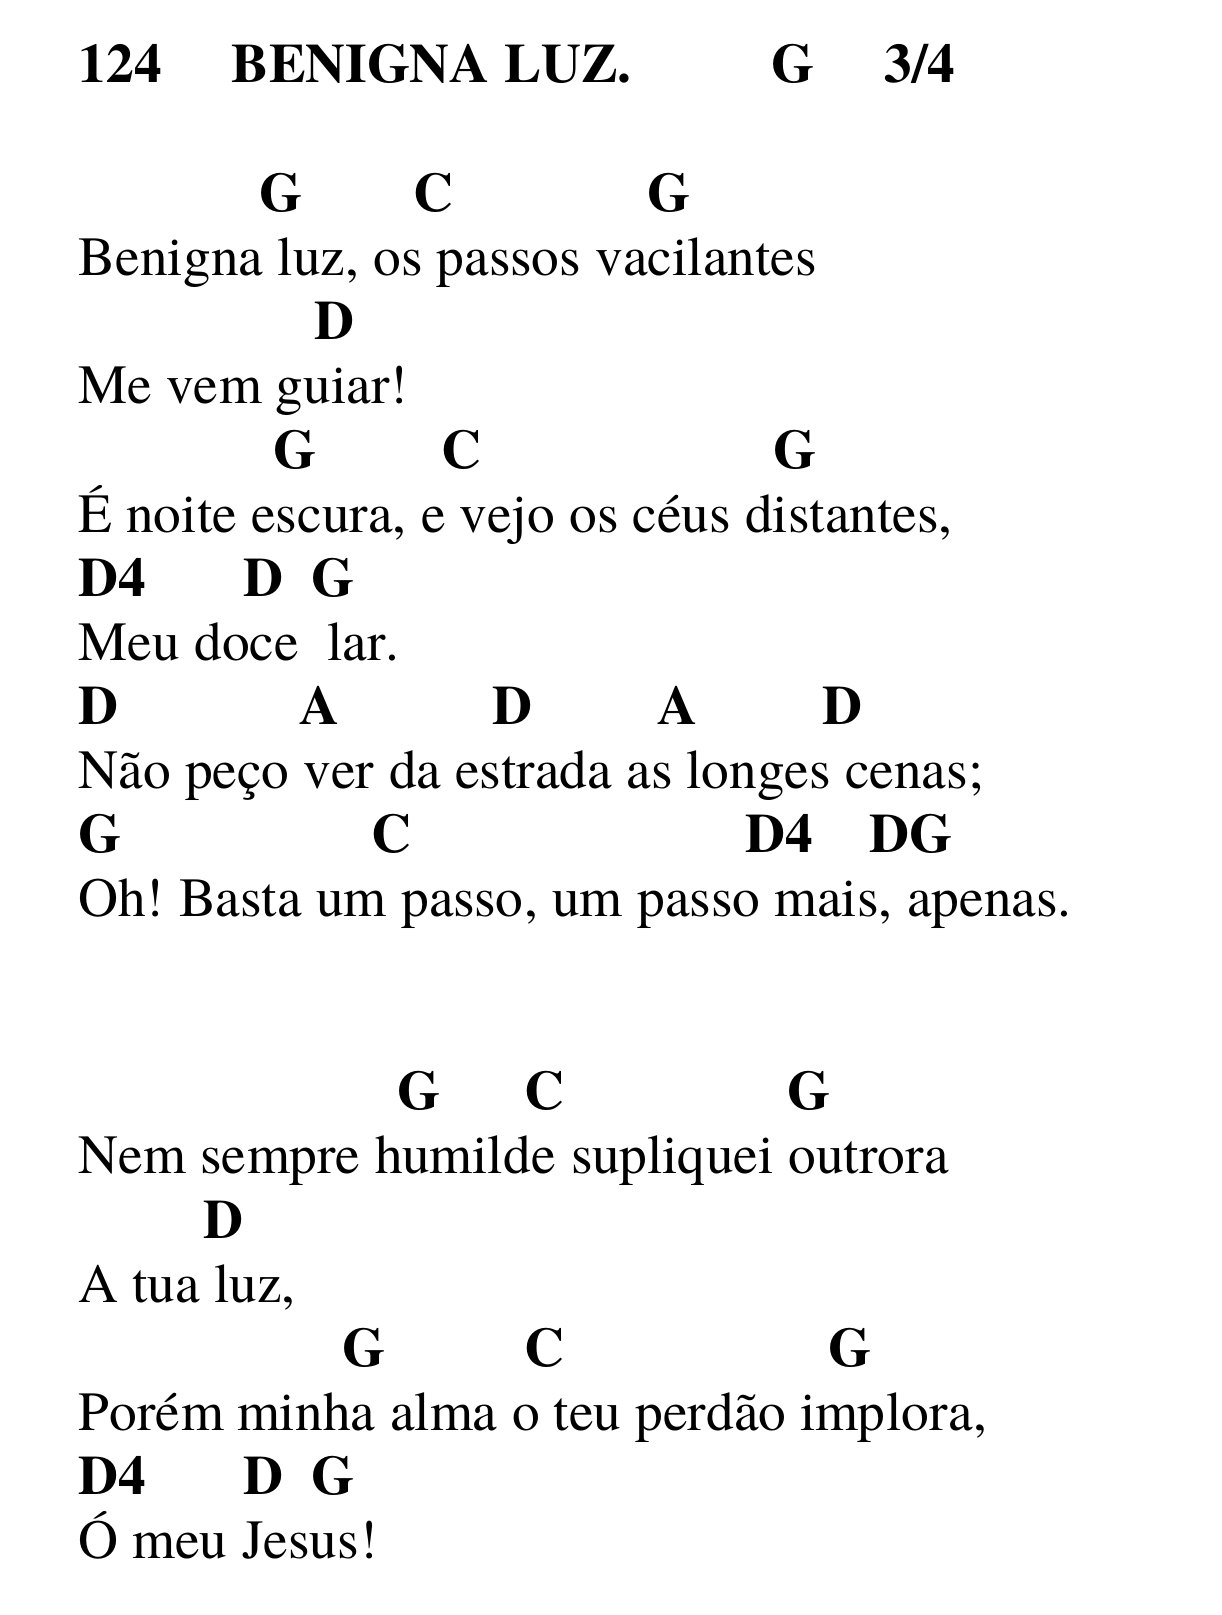 124 BENIGNA LUZ. G 3/4
G C G
Benigna luz, os passos vacilantes
D
Me vem guiar!
G C G
É noite escura, e vejo os céus distantes,
D4 D G
Meu doce lar.
D A D A D
Não peço ver da estrada as longes cenas;
G C D4 DG
Oh! Basta um passo, um passo mais, apenas.
G C G
Nem sempre humilde supliquei outrora
D
A tua luz,
G C G
Porém minha alma o teu perdão implora,
D4 D G
Ó meu Jesus!